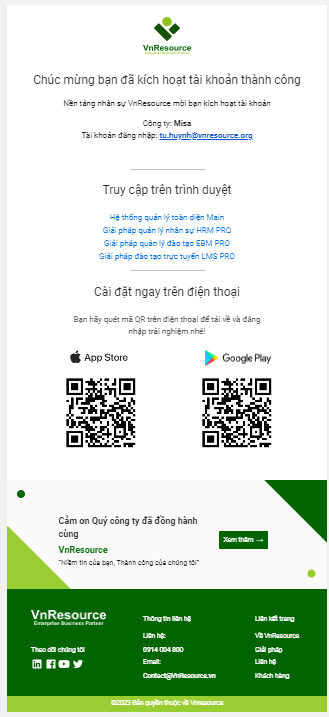 VnResource
Enterprise Business Partner
Chúc mừng bạn đã kích hoạt tài khoản thành công
Nền tảng nhân sự VnResource mời bạn kích hoạt tài khoản
Công ty: Misa
Tài khoản đăng nhập: tu.huynh@vnresource.org
Truy cập trên trình duyệt
Hệ thống quản lý toàn diện Main
Giải pháp quản lý nhân sự HRM PRO
Giải pháp quản lý đào tạo EBM PRO
Giải pháp đào tạo trực tuyến LMS PRO
Cài đặt ngay trên điện thoại
Bạn hãy quét mã QR trên điện thoại để tải về và đăng
nhập trải nghiệm nhé!
App Store
Google Play
Cảm ơn Quý công ty đã đồng hành
cùng
VnResource
"Niềm tin của bạn, Thành công của chúng tôi"
Xem thêm →
VnResource
Enterprise Business Partner
Theo dõi chúng tôi
Thông tin liên hệ
Liên hệ:
0914 004 800
Email:
Contact@VnResource.vn
Liên kết trang
Về VnResource
Giải pháp
Liên hệ
Khách hàng
©2023 Bản quyền thuộc về Vnresource